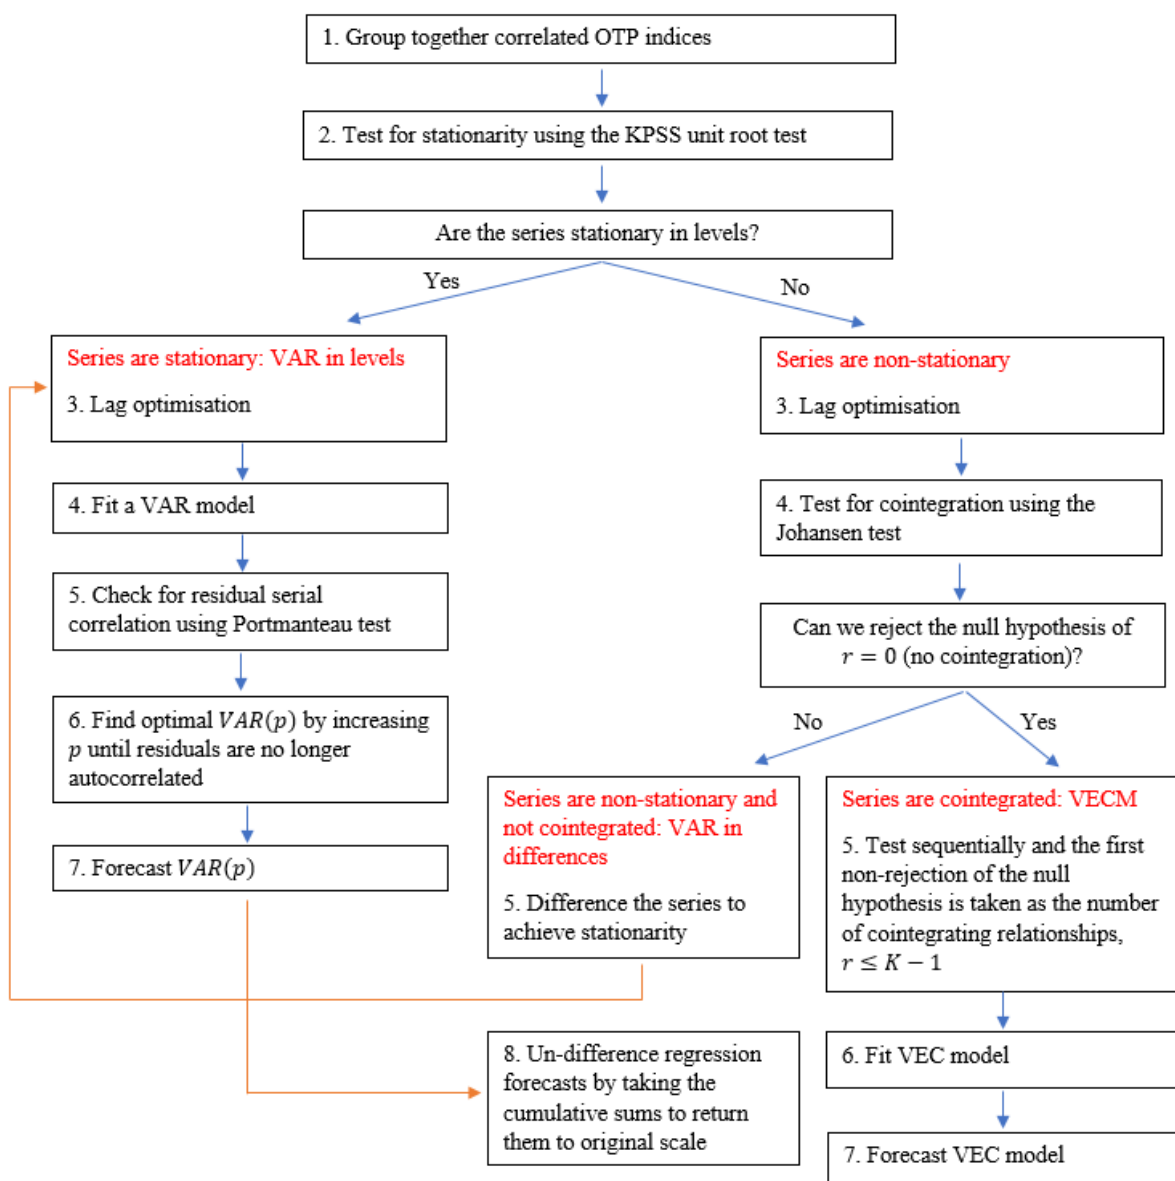 1. Group together correlated OTP indices
2. Test for stationarity using the KPSS unit root test
Are the series stationary in levels?
Yes
No
Series are stationary: VAR in levels
3. Lag optimisation
4. Fit a VAR model
5. Check for residual serial
correlation using Portmanteau test
6. Find optimal VAR(p) by increasing
p until residuals are no longer
autocorrelated
7. Forecast VAR(p)
Series are non-stationary
3. Lag optimisation
4. Test for cointegration using the
Johansen test
Can we reject the null hypothesis of
r = 0 (no cointegration)?
No
Yes
Series are non-stationary and
not cointegrated: VAR in
differences
5. Difference the series to
achieve stationarity
8. Un-difference regression
forecasts by taking the
cumulative sums to return
them to original scale
Series are cointegrated: VECM
5. Test sequentially and the first
non-rejection of the null
hypothesis is taken as the number
of cointegrating relationships,
r ≤ K − 1
6. Fit VEC model
7. Forecast VEC model